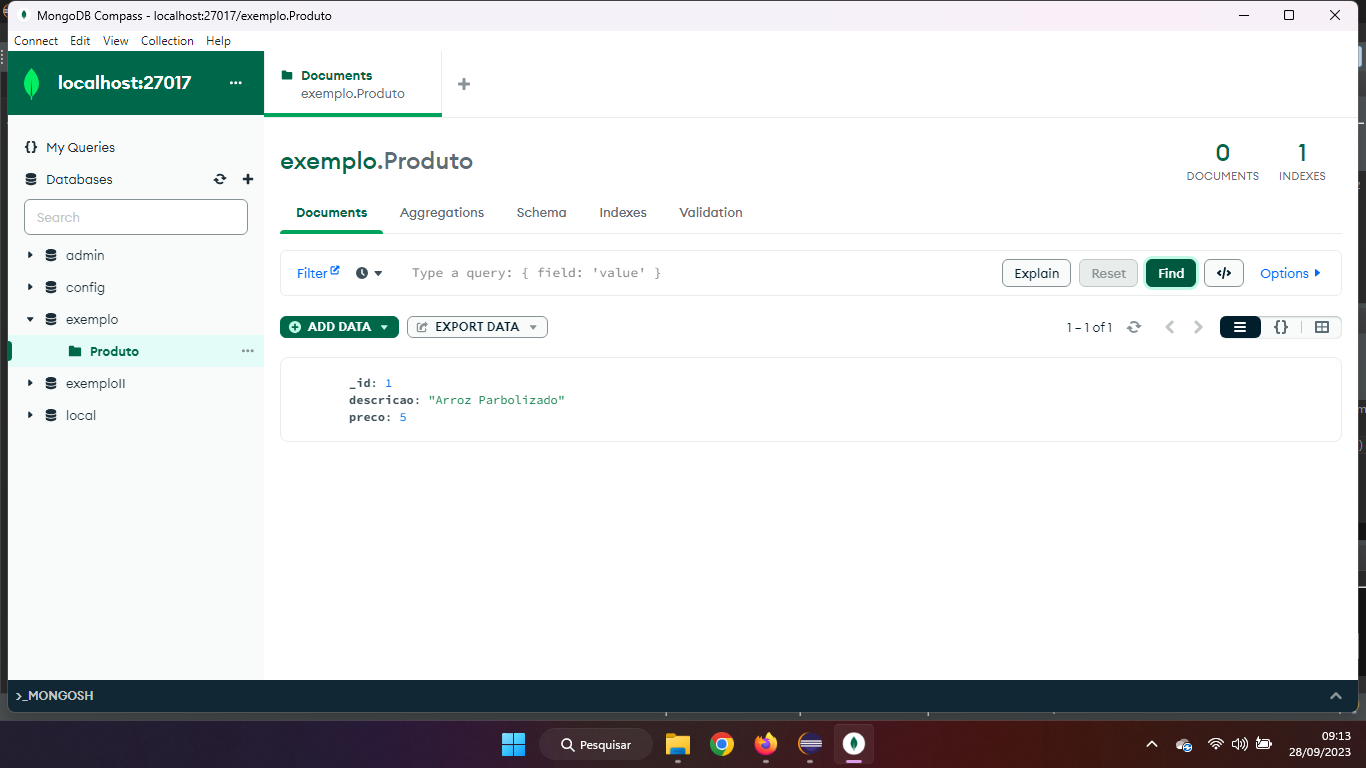 MongoDB Compass - localhost:27017/exemplo.Produto
Connect Edit View Collection Help
localhost:27017 ...
Documents
exemplo.Produto
+
My Queries
Databases
Search
admin
config
exemplo
Produto ...
exemploII
local
exemplo.Produto
0
DOCUMENTS
1
INDEXES
Documents Aggregations Schema Indexes Validation
Filter Type a query: { field: 'value' } Explain Reset Find </> Options
ADD DATA EXPORT DATA 1 – 1 of 1 {}
_id: 1
descricao: "Arroz Parbolizado"
preco: 5
>_MONGOSH
Pesquisar
09:13
28/09/2023